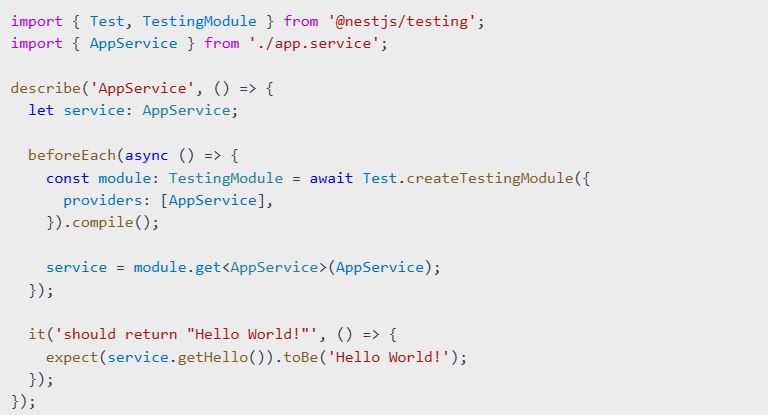 import { Test, TestingModule } from '@nestjs/testing';
import { AppService } from './app.service';

describe('AppService', () => {
  let service: AppService;

  beforeEach(async () => {
    const module: TestingModule = await Test.createTestingModule({
      providers: [AppService],
    }).compile();

    service = module.get<AppService>(AppService);
  });

  it('should return "Hello World!"', () => {
    expect(service.getHello()).toBe('Hello World!');
  });
});